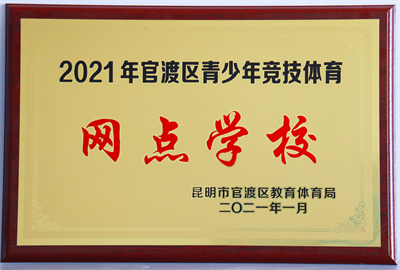 2021年官渡区青少年竞技体育
网点学校
昆明市官渡区教育体育局
二〇二一年一月